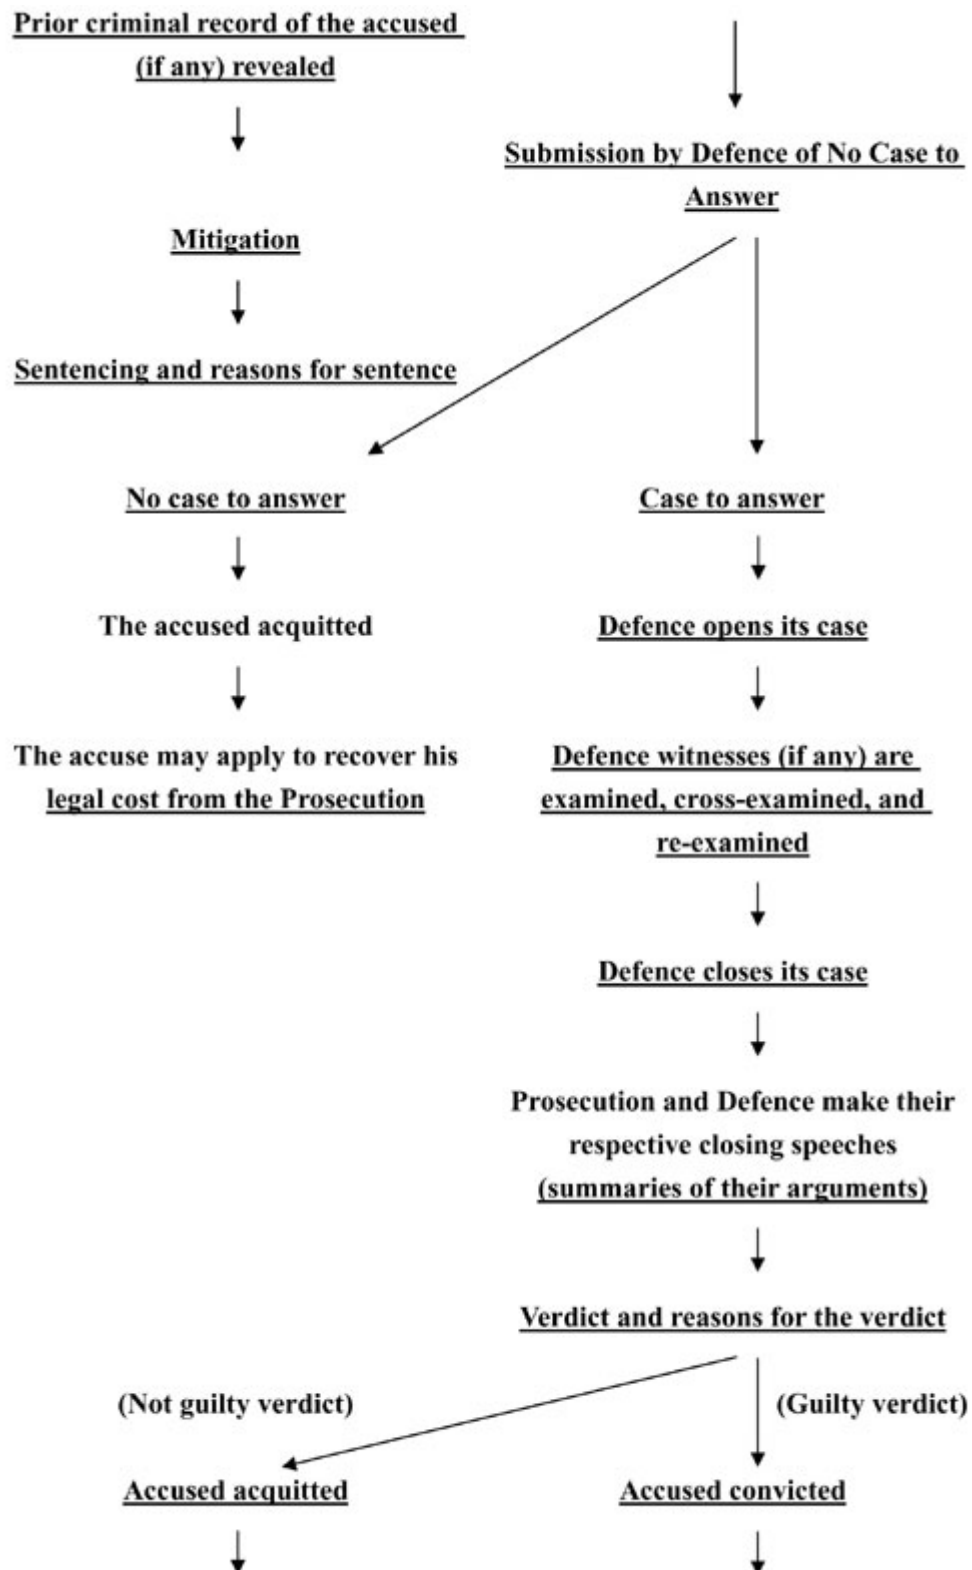 Prior criminal record of the accused
(if any) revealed
Submission by Defence of No Case to
Answer
Mitigation
Sentencing and reasons for sentence
No case to answer
Case to answer
The accused acquitted
Defence opens its case
The accuse may apply to recover his
legal cost from the Prosecution
Defence witnesses (if any) are
examined, cross-examined, and
re-examined
Defence closes its case
Prosecution and Defence make their
respective closing speeches
(summaries of their arguments)
Verdict and reasons for the verdict
(Not guilty verdict)
(Guilty verdict)
Accused acquitted
Accused convicted